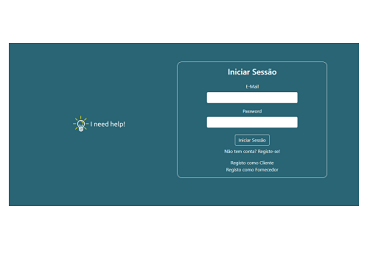 I need help!
Iniciar Sessão
E-Mail
Password
Iniciar Sessão
Não tem conta? Registe-se!
Registo como Cliente
Registo como Fornecedor